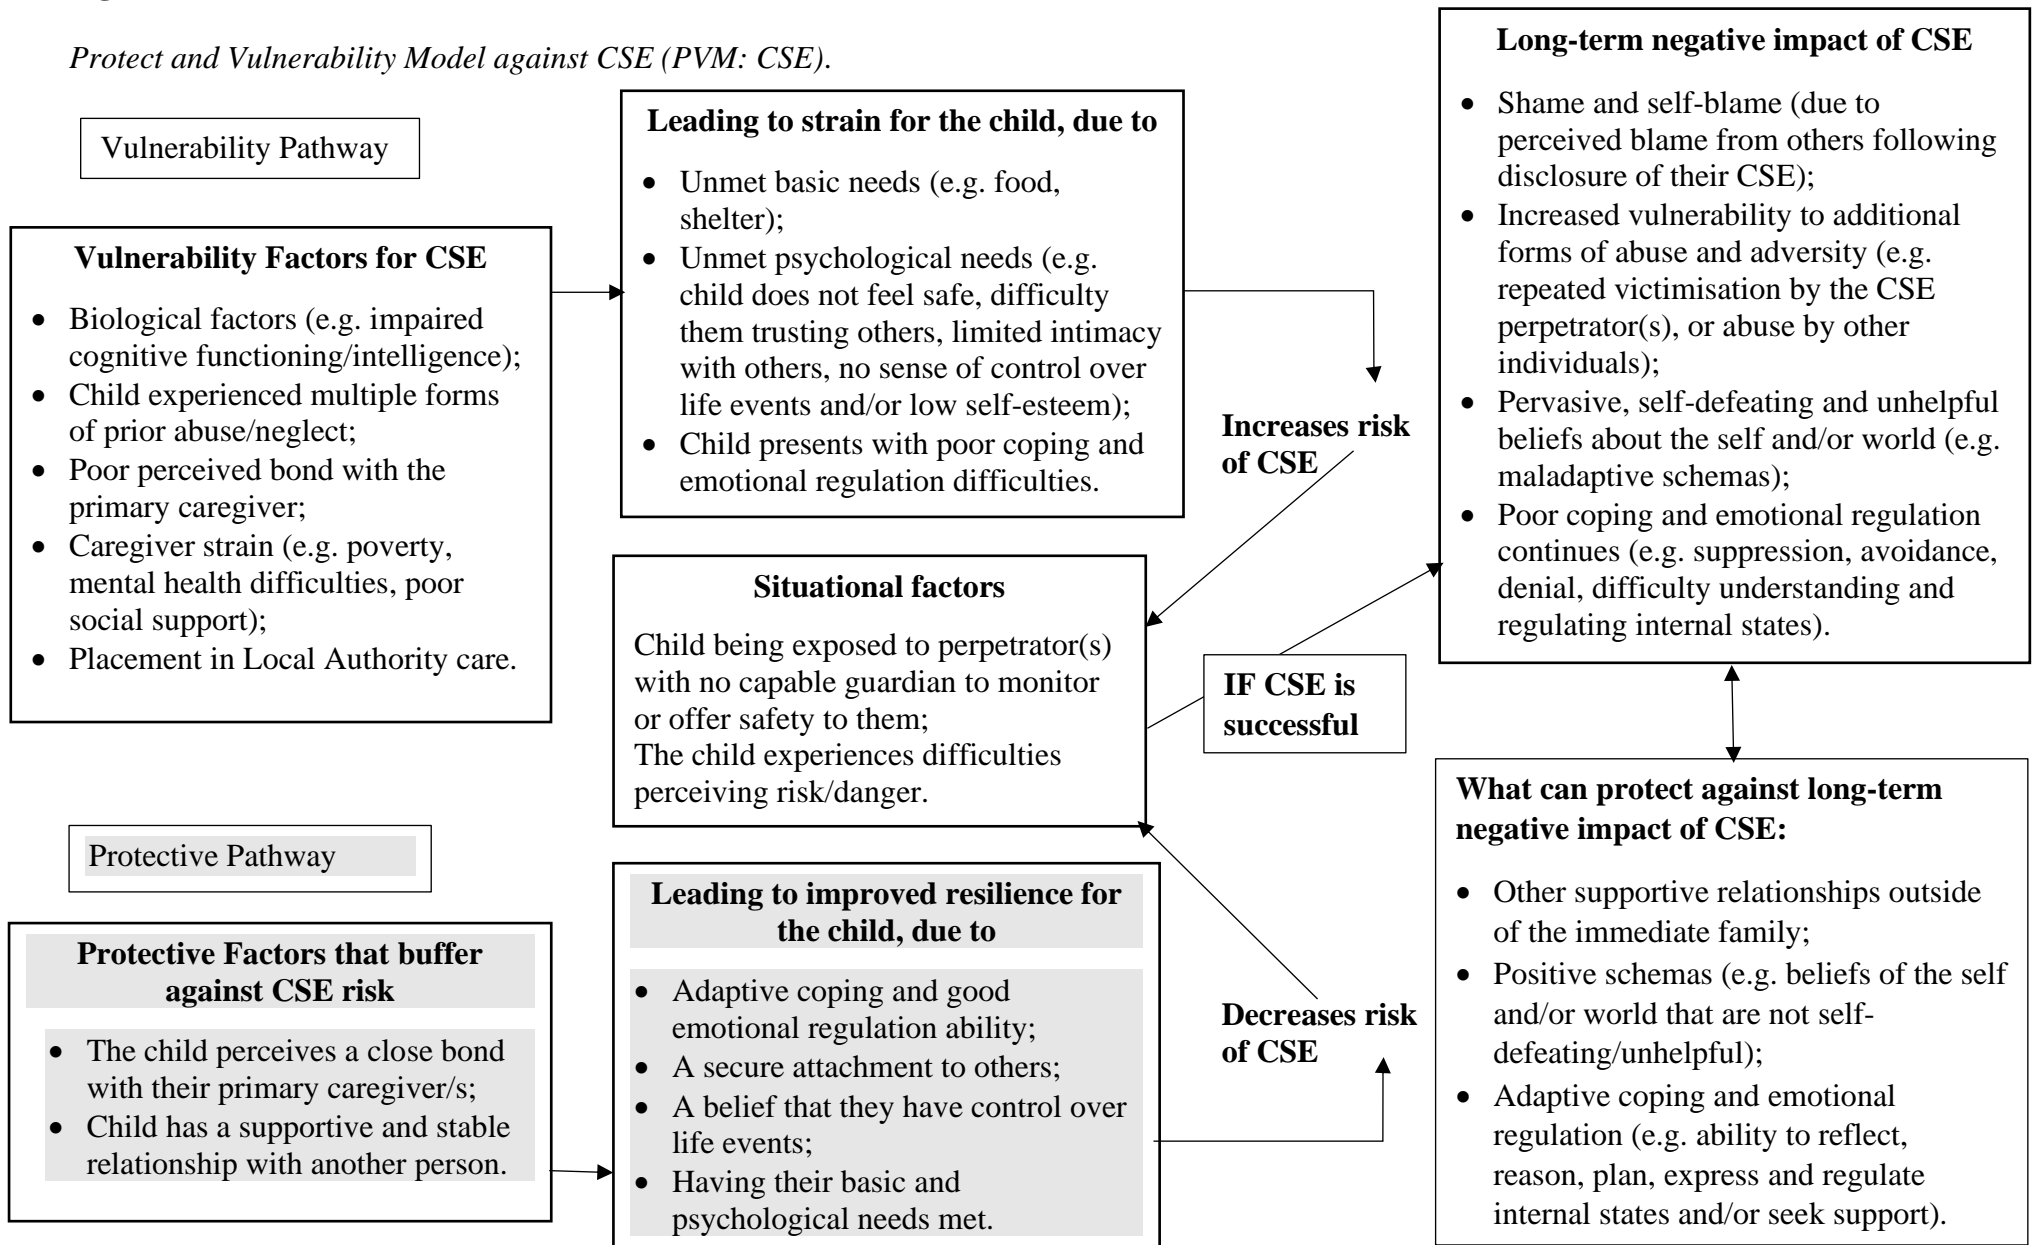 Protect and Vulnerability Model against CSE (PVM: CSE).
Vulnerability Pathway
Vulnerability Factors for CSE
• Biological factors (e.g. impaired
cognitive functioning/intelligence);
• Child experienced multiple forms
of prior abuse/neglect;
• Poor perceived bond with the
primary caregiver;
• Caregiver strain (e.g. poverty,
mental health difficulties, poor
social support);
• Placement in Local Authority care.
Leading to strain for the child, due to
• Unmet basic needs (e.g. food,
shelter);
• Unmet psychological needs (e.g.
child does not feel safe, difficulty
them trusting others, limited intimacy
with others, no sense of control over
life events and/or low self-esteem);
• Child presents with poor coping and
emotional regulation difficulties.
Increases risk
of CSE
Situational factors
Child being exposed to perpetrator(s)
with no capable guardian to monitor
or offer safety to them;
The child experiences difficulties
perceiving risk/danger.
IF CSE is
successful
Long-term negative impact of CSE
• Shame and self-blame (due to
perceived blame from others following
disclosure of their CSE);
• Increased vulnerability to additional
forms of abuse and adversity (e.g.
repeated victimisation by the CSE
perpetrator(s), or abuse by other
individuals);
• Pervasive, self-defeating and unhelpful
beliefs about the self and/or world (e.g.
maladaptive schemas);
• Poor coping and emotional regulation
continues (e.g. suppression, avoidance,
denial, difficulty understanding and
regulating internal states).
Protective Pathway
Protective Factors that buffer
against CSE risk
• The child perceives a close bond
with their primary caregiver/s;
• Child has a supportive and stable
relationship with another person.
Leading to improved resilience for
the child, due to
• Adaptive coping and good
emotional regulation ability;
• A secure attachment to others;
• A belief that they have control over
life events;
• Having their basic and
psychological needs met.
Decreases risk
of CSE
What can protect against long-term
negative impact of CSE:
• Other supportive relationships outside
of the immediate family;
• Positive schemas (e.g. beliefs of the self
and/or world that are not self-
defeating/unhelpful);
• Adaptive coping and emotional
regulation (e.g. ability to reflect,
reason, plan, express and regulate
internal states and/or seek support).